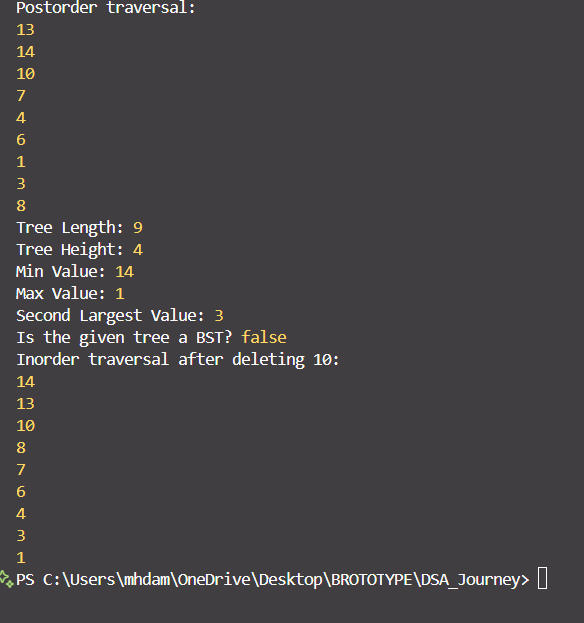 Postorder traversal:
13
14
10
7
4
6
1
3
8
Tree Length: 9
Tree Height: 4
Min Value: 14
Max Value: 1
Second Largest Value: 3
Is the given tree a BST? false
Inorder traversal after deleting 10:
14
13
10
8
7
6
4
3
1
PS C:\Users\mhdam\OneDrive\Desktop\BROTOTYPE\DSA_Journey>